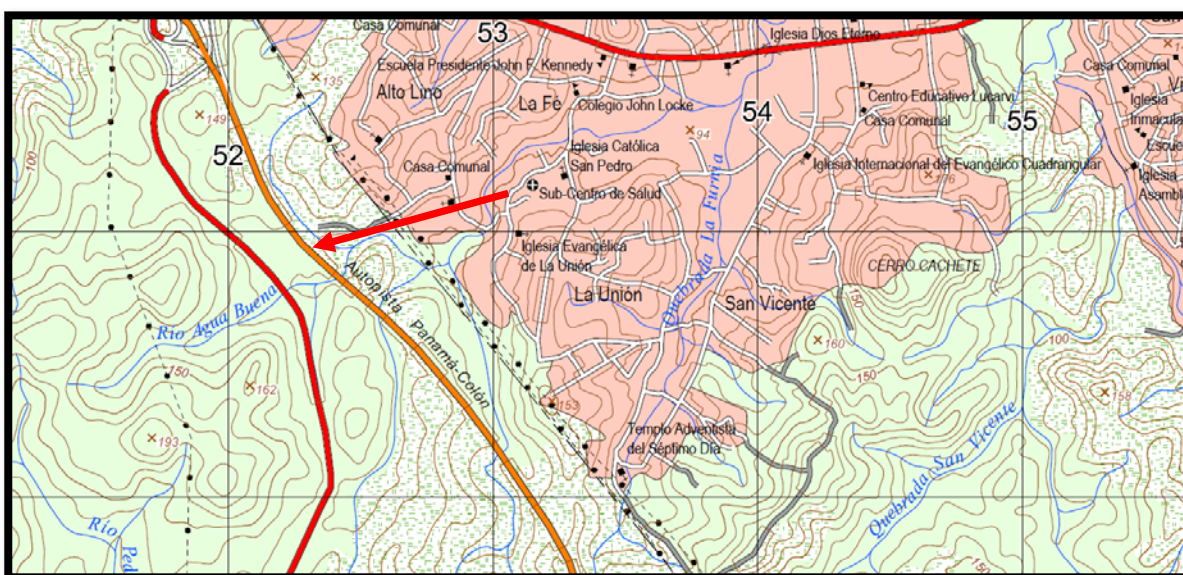 Casa Comunal
53
Iglesia Dios Eterno
135
Escuela Presidente John F. Kennedy
Casa Comunal
Alto Lino
La Fé
Colegio John Locke
Centro Educativo Lucarvi
Iglesia
Inmacula
149
54
Casa Comunal
55
94
52
100
Iglesia Católica
San Pedro
Casa Comunal
Iglesia Internacional del Evangélico Cuadrangular
Escue
Iglesia
Asambl
Sub-Centro de Salud
Quebrada La Furnia
Iglesia Evangélica
de La Unión
CERRO CACHETE
Autopista Panamá-Colón
La Unión
San Vicente
150
Río Agua Buena
160
100
150
162
150
158
153
193
Templo Adventista
del Séptimo Día
Quebrada San Vicente
Río Ped